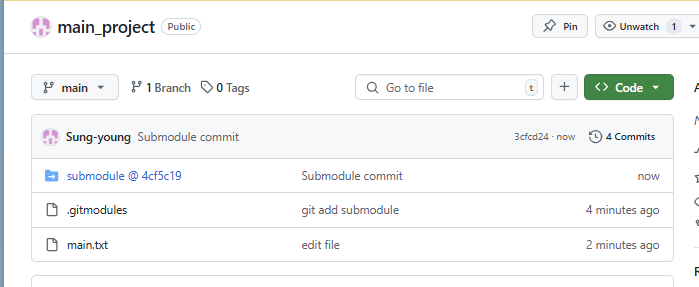 main_project Public Pin Unwatch 1
main 1 Branch 0 Tags Go to file t Code
Sung-young Submodule commit 3cfcd24 · now 4 Commits
submodule @ 4cf5c19 Submodule commit now
.gitmodules git add submodule 4 minutes ago
main.txt edit file 2 minutes ago